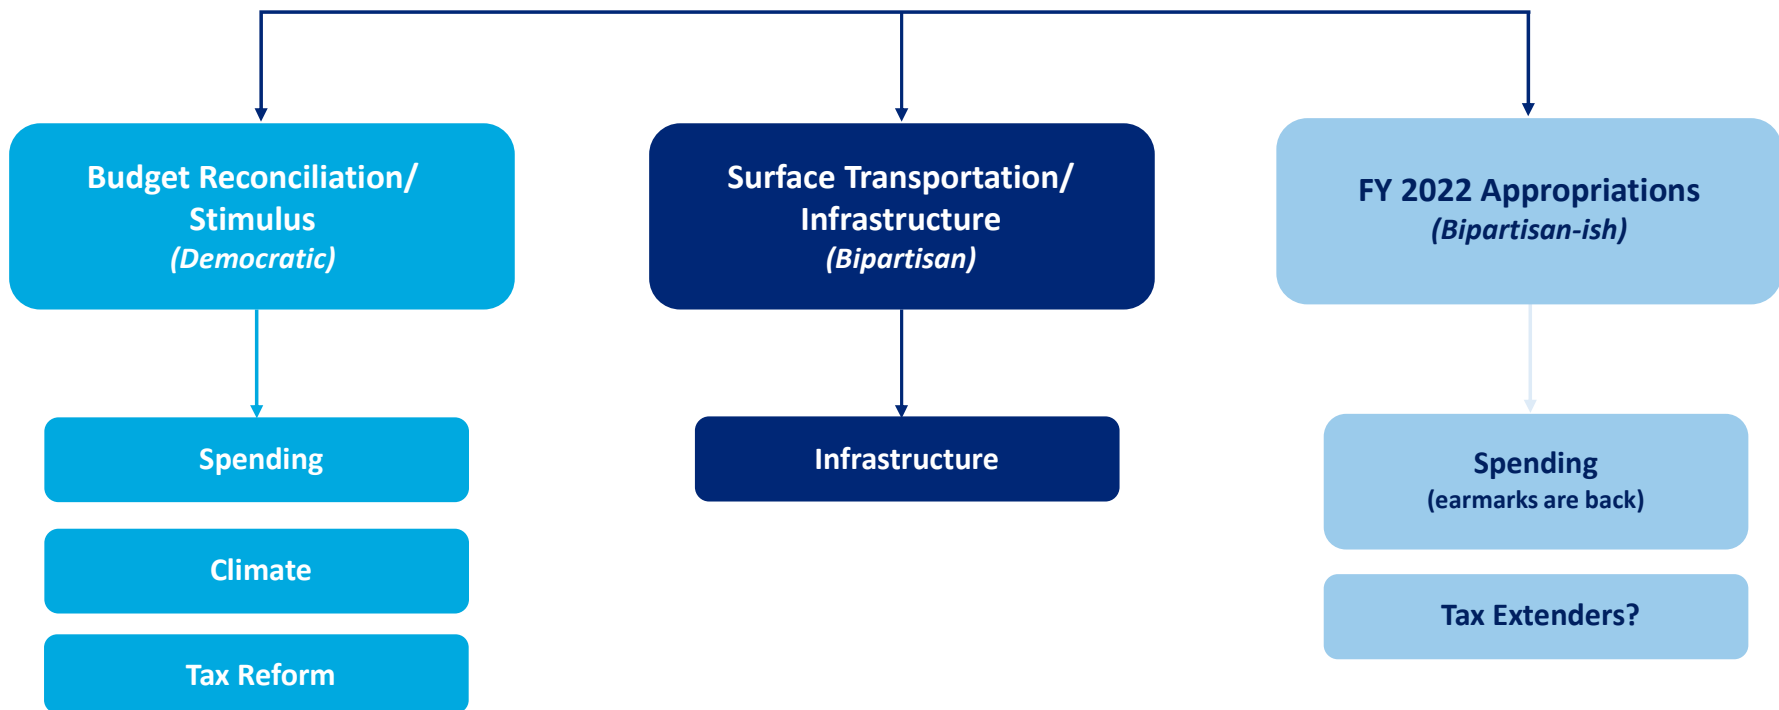 Budget Reconciliation/
Stimulus
(Democratic)
Spending
Climate
Tax Reform
Surface Transportation/
Infrastructure
(Bipartisan)
Infrastructure
FY 2022 Appropriations
(Bipartisan-ish)
Spending
(earmarks are back)
Tax Extenders?